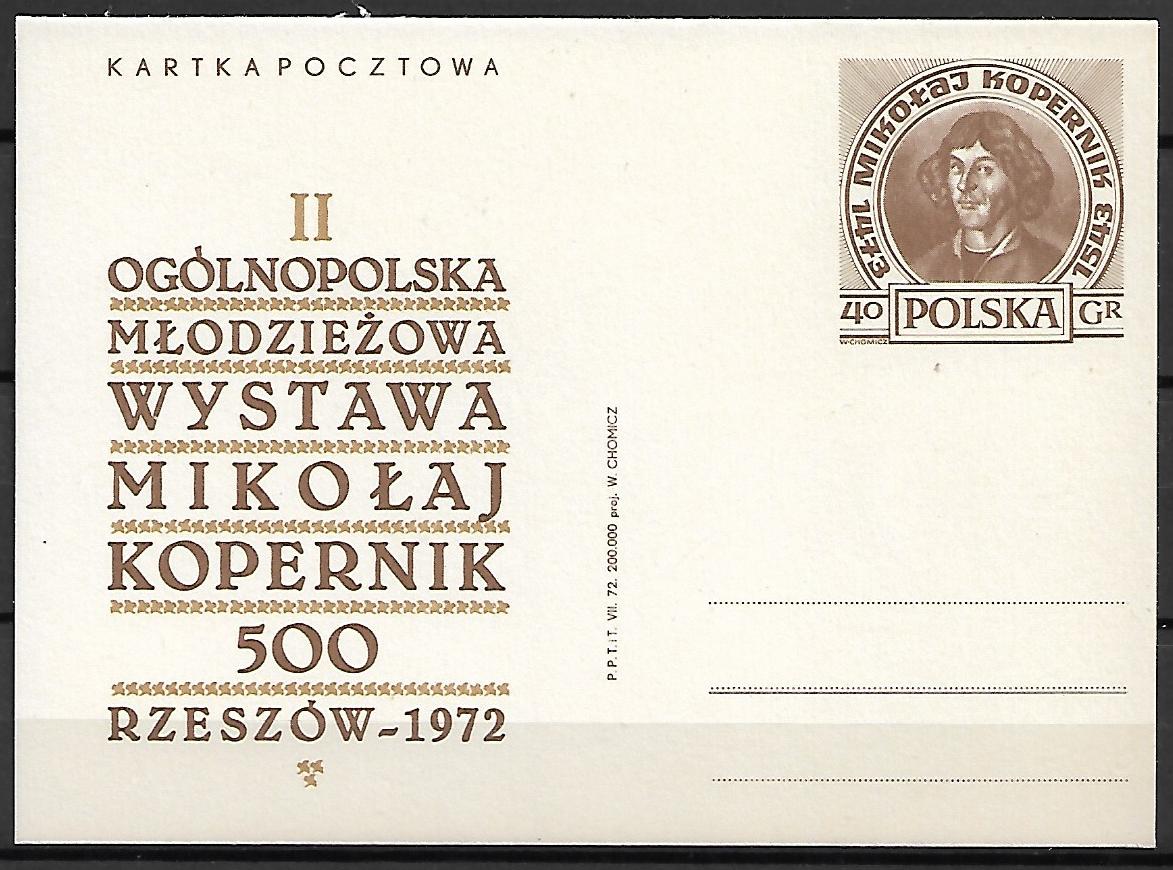 KARTKA POCZTOWA
II
OGÓLNOPOLSKA
MŁODZIEŻOWA
WYSTAWA
MIKOŁAJ
KOPERNIK
500
RZESZÓW-1972
P.P.T.iT. VII. 72. 200.000 proj. W. CHOMICZ
1473 MIKOŁAJ KOPERNIK 1543
40 POLSKA GR
W.CHOMICZ